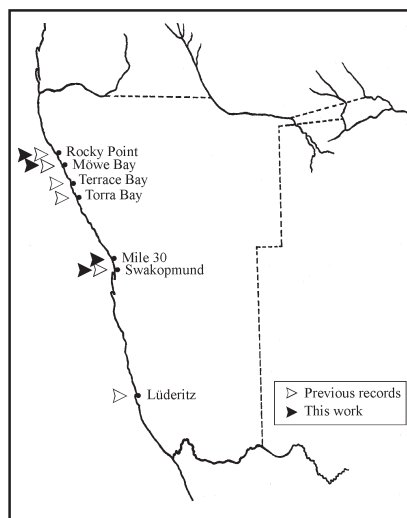 Rocky Point
Möwe Bay
Terrace Bay
Torra Bay
Mile 30
Swakopmund
Lüderitz
Previous records
This work